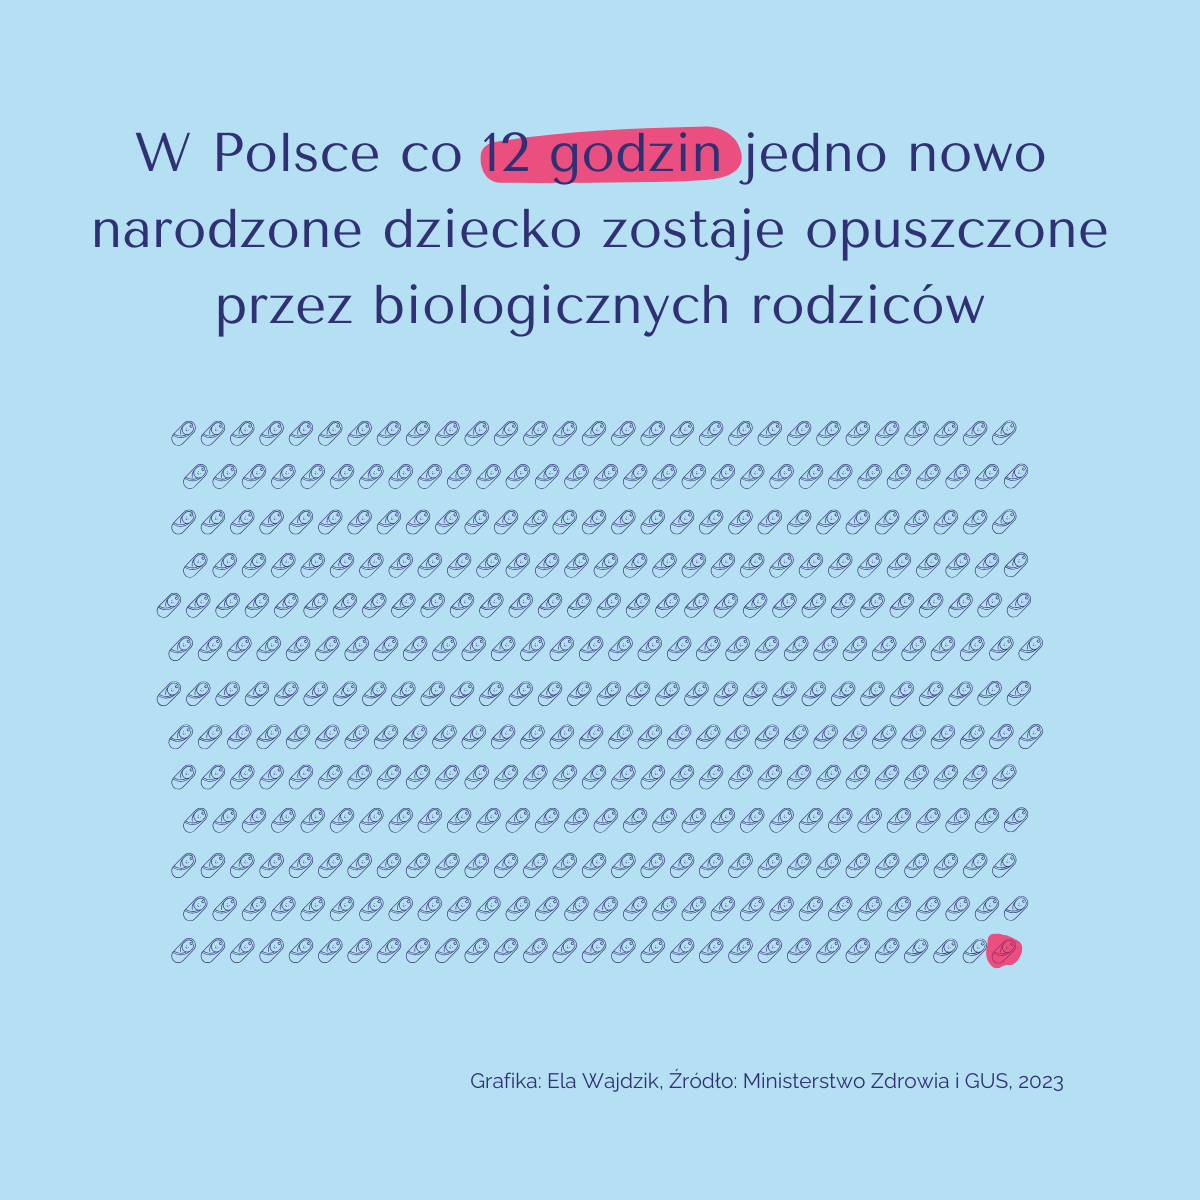 W Polsce co 12 godzin jedno nowo
narodzone dziecko zostaje opuszczone
przez biologicznych rodziców
Grafika: Ela Wajdzik, Źródło: Ministerstwo Zdrowia i GUS, 2023